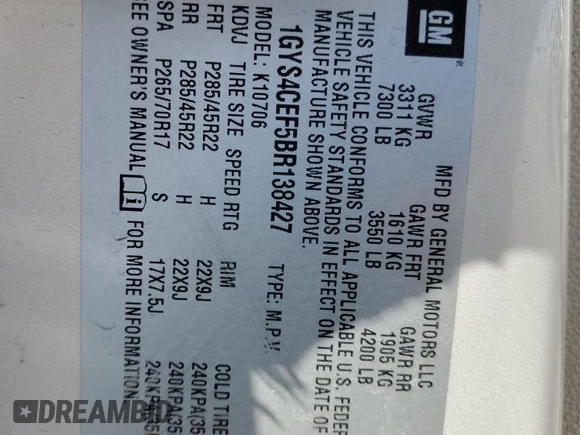 GM
MFD BY GENERAL MOTORS LLC
GVWR GAWR FRT GAWR RR
3311 KG 1610 KG 1905 KG
7300 LB 3550 LB 4200 LB
THIS VEHICLE CONFORMS TO ALL APPLICABLE U.S. FEDER
VEHICLE SAFETY STANDARDS IN EFFECT ON THE DATE OF
MANUFACTURE SHOWN ABOVE.
1GYS4CEF5BR138427 TYPE: M.P.V.
MODEL: K10706
KDVJ TIRE SIZE SPEED RTG RIM COLD TIRE
FRT P285/45R22 H 22X9J 240KPA(35
RR P285/45R22 H 22X9J 240KPA(35
SPA P265/70R17 S 17X7.5J 240KPA(35
EE OWNER'S MANUAL i FOR MORE INFORMATION
DREAMBID